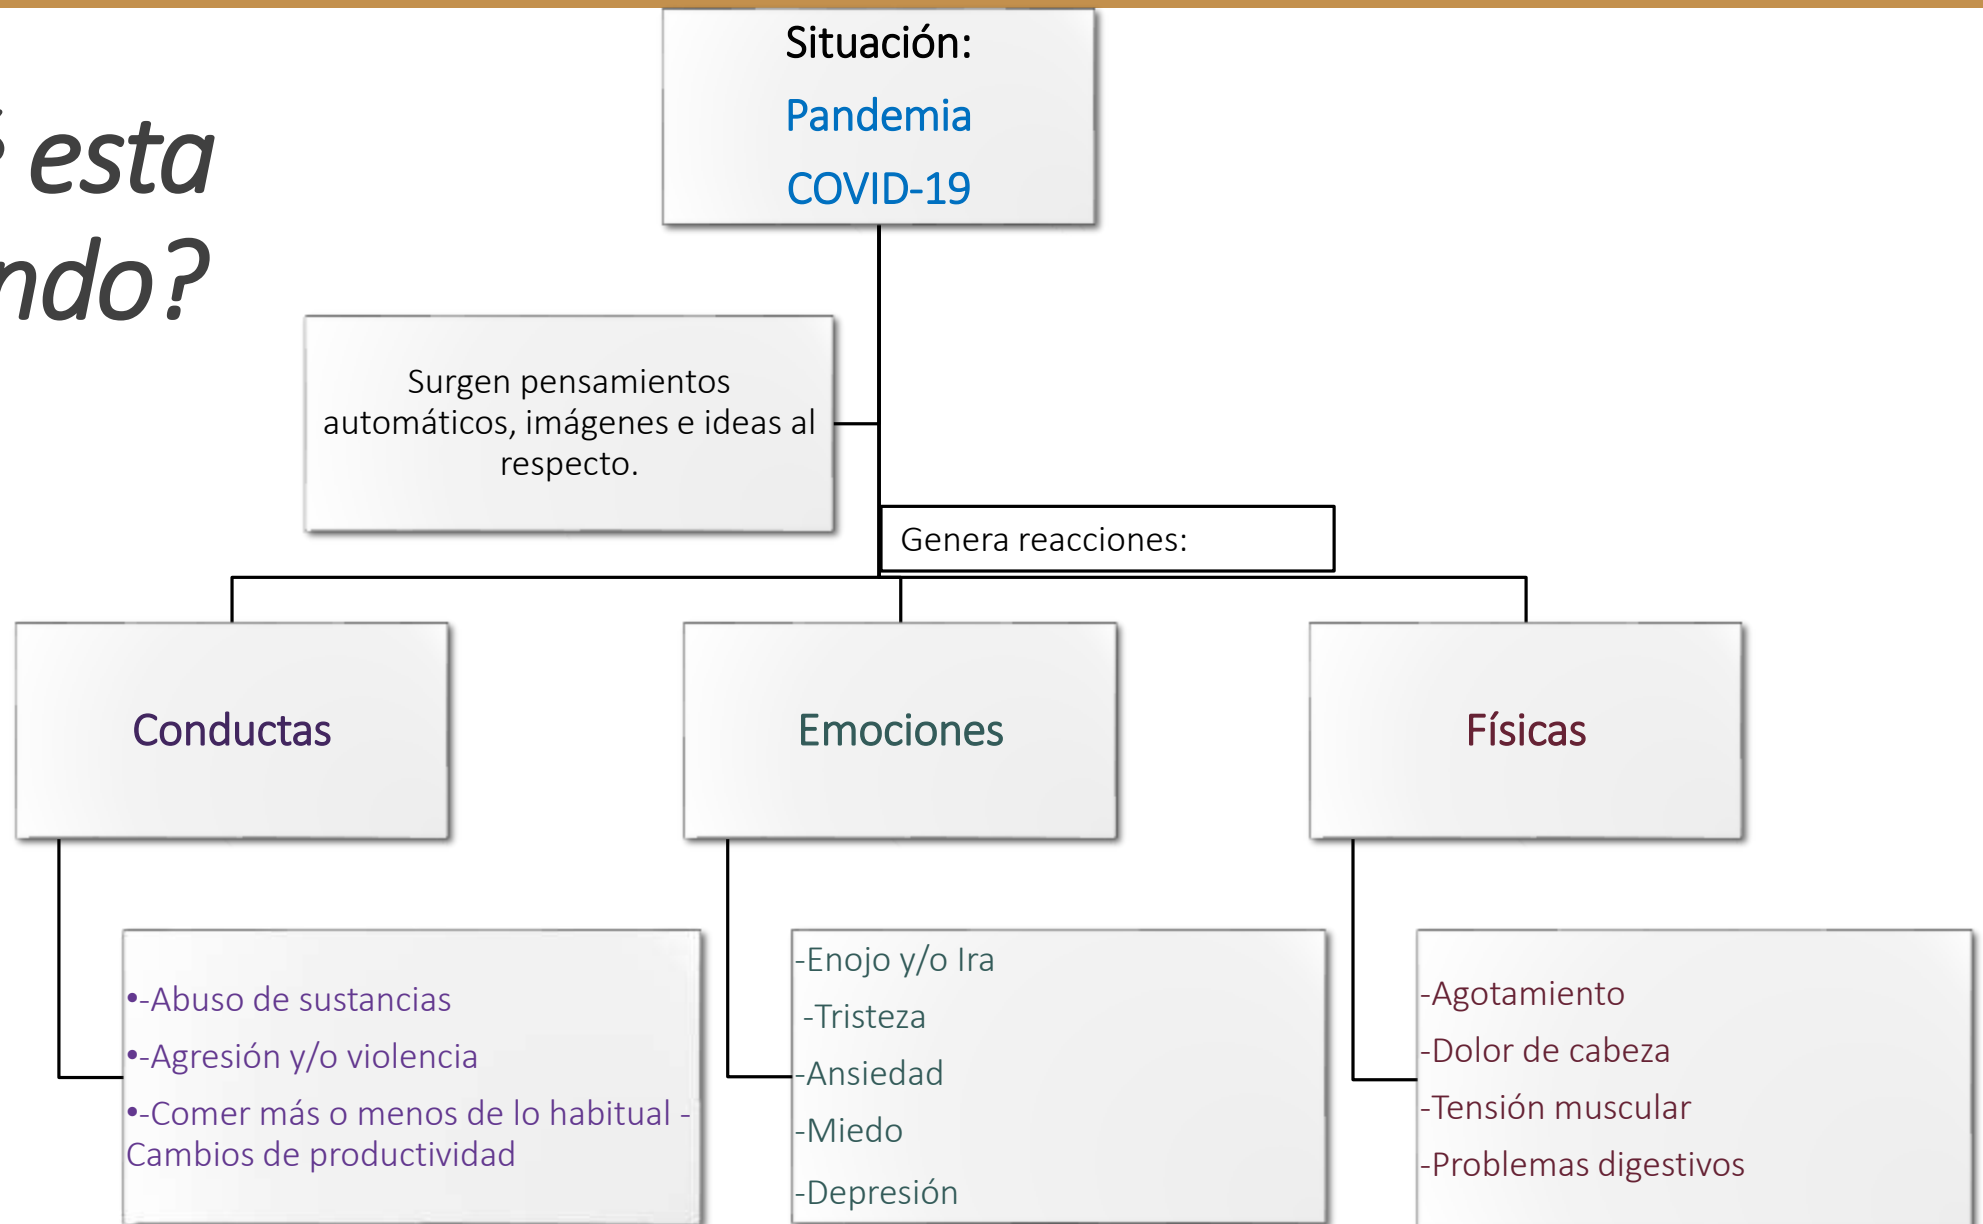 esta
ndo?
Situación:
Pandemia
COVID-19
Surgen pensamientos
automáticos, imágenes e ideas al
respecto.
Genera reacciones:
Conductas
Emociones
Físicas
•-Abuso de sustancias
•-Agresión y/o violencia
•-Comer más o menos de lo habitual -
Cambios de productividad
-Enojo y/o Ira
-Tristeza
-Ansiedad
-Miedo
-Depresión
-Agotamiento
-Dolor de cabeza
-Tensión muscular
-Problemas digestivos